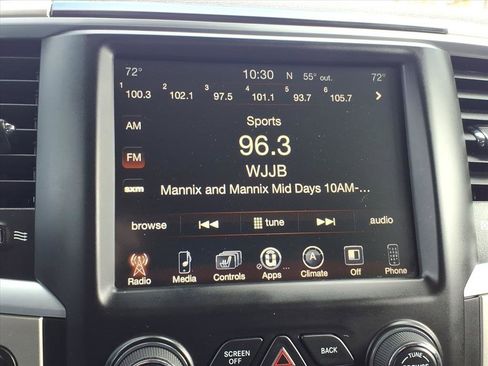 72° 10:30 N 55° out. 72°
1 100.3 2 102.1 3 97.5 4 101.1 5 93.7 6 105.7
Sports
AM
96.3
FM
WJJB
sxm Mannix and Mannix Mid Days 10AM-...
browse tune audio
Radio Media Controls Apps ... A Climate Off Phone
SCREEN OFF BACK